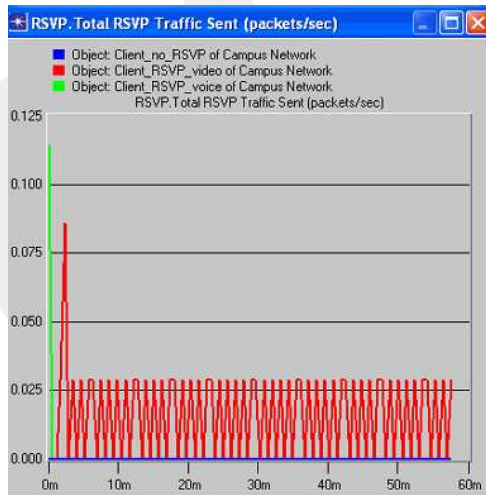 RSVP.Total RSVP Traffic Sent (packets/sec)
Object: Client_no_RSVP of Campus Network
Object: Client_RSVP_video of Campus Network
Object: Client_RSVP_voice of Campus Network
RSVP.Total RSVP Traffic Sent (packets/sec)
0.125
0.100
0.075
0.050
0.025
0.000
0m 10m 20m 30m 40m 50m 60m